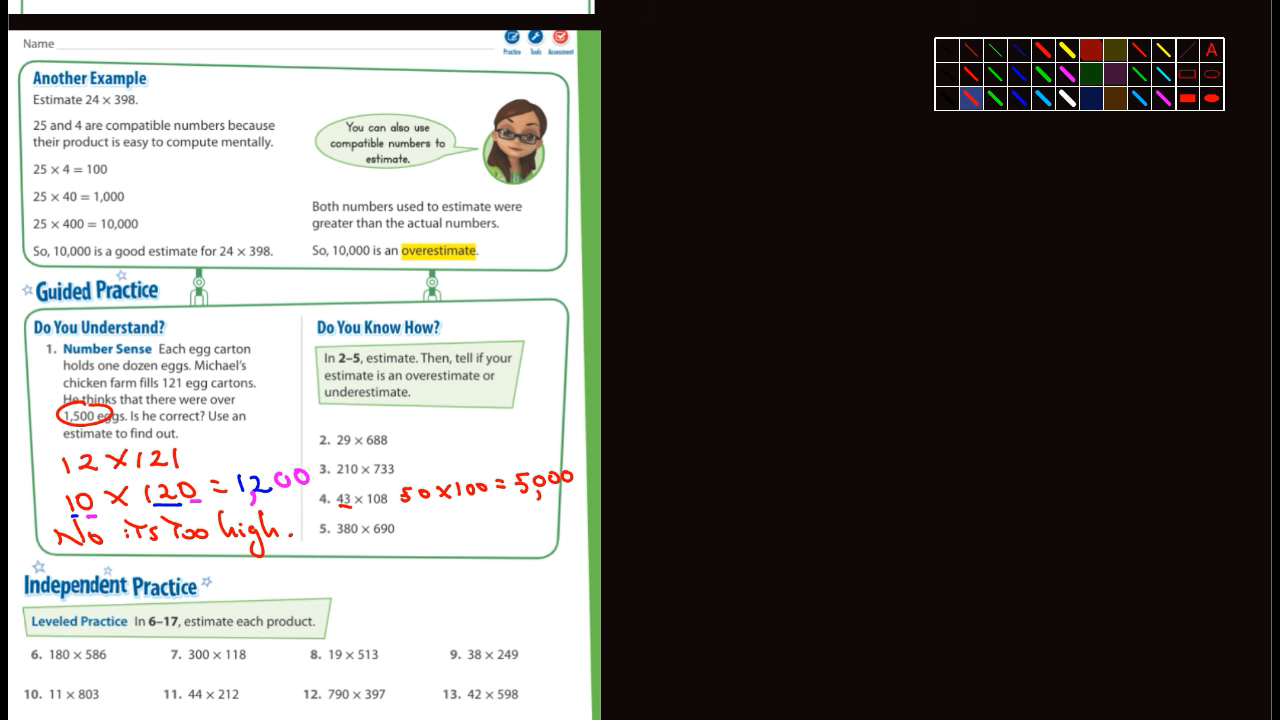 Name
Practice Tools Assessment
Another Example
Estimate 24 × 398.
25 and 4 are compatible numbers because
their product is easy to compute mentally.
25 × 4 = 100
25 × 40 = 1,000
25 × 400 = 10,000
So, 10,000 is a good estimate for 24 × 398.
You can also use
compatible numbers to
estimate.
Both numbers used to estimate were
greater than the actual numbers.
So, 10,000 is an overestimate.
Guided Practice
Do You Understand?
1. Number Sense Each egg carton
holds one dozen eggs. Michael's
chicken farm fills 121 egg cartons.
He thinks that there were over
1,500 eggs. Is he correct? Use an
estimate to find out.
12 × 121
10 × 120 = 1,200
No its Too high.
Do You Know How?
In 2–5, estimate. Then, tell if your
estimate is an overestimate or
underestimate.
2. 29 × 688
3. 210 × 733
4. 43 × 108 50 × 100 = 5,000
5. 380 × 690
Independent Practice
Leveled Practice In 6–17, estimate each product.
6. 180 × 586 7. 300 × 118 8. 19 × 513 9. 38 × 249
10. 11 × 803 11. 44 × 212 12. 790 × 397 13. 42 × 598
A